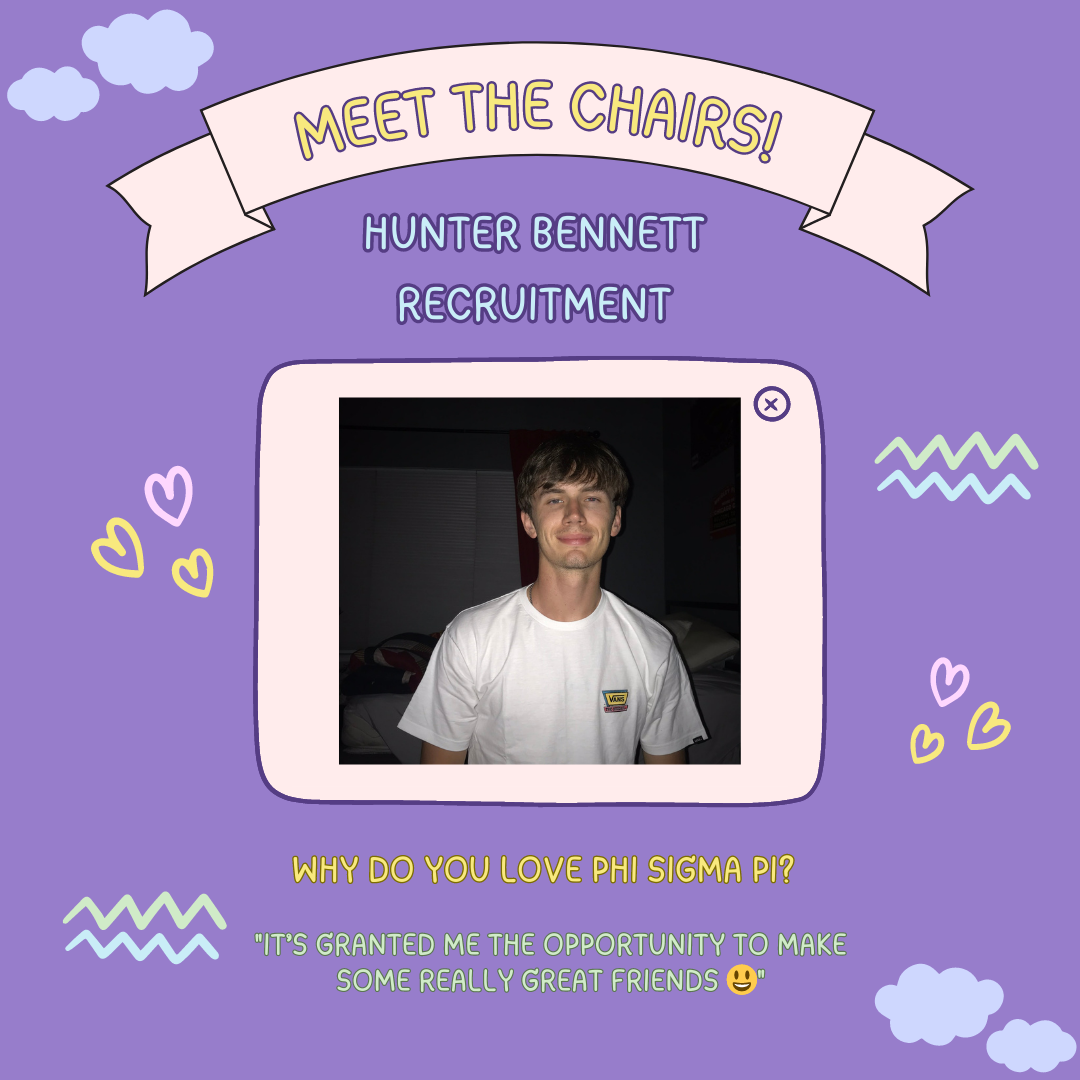 MEET THE CHAIRS!
HUNTER BENNETT
RECRUITMENT
VANS
WHY DO YOU LOVE PHI SIGMA PI?
"IT'S GRANTED ME THE OPPORTUNITY TO MAKE
SOME REALLY GREAT FRIENDS 😃"